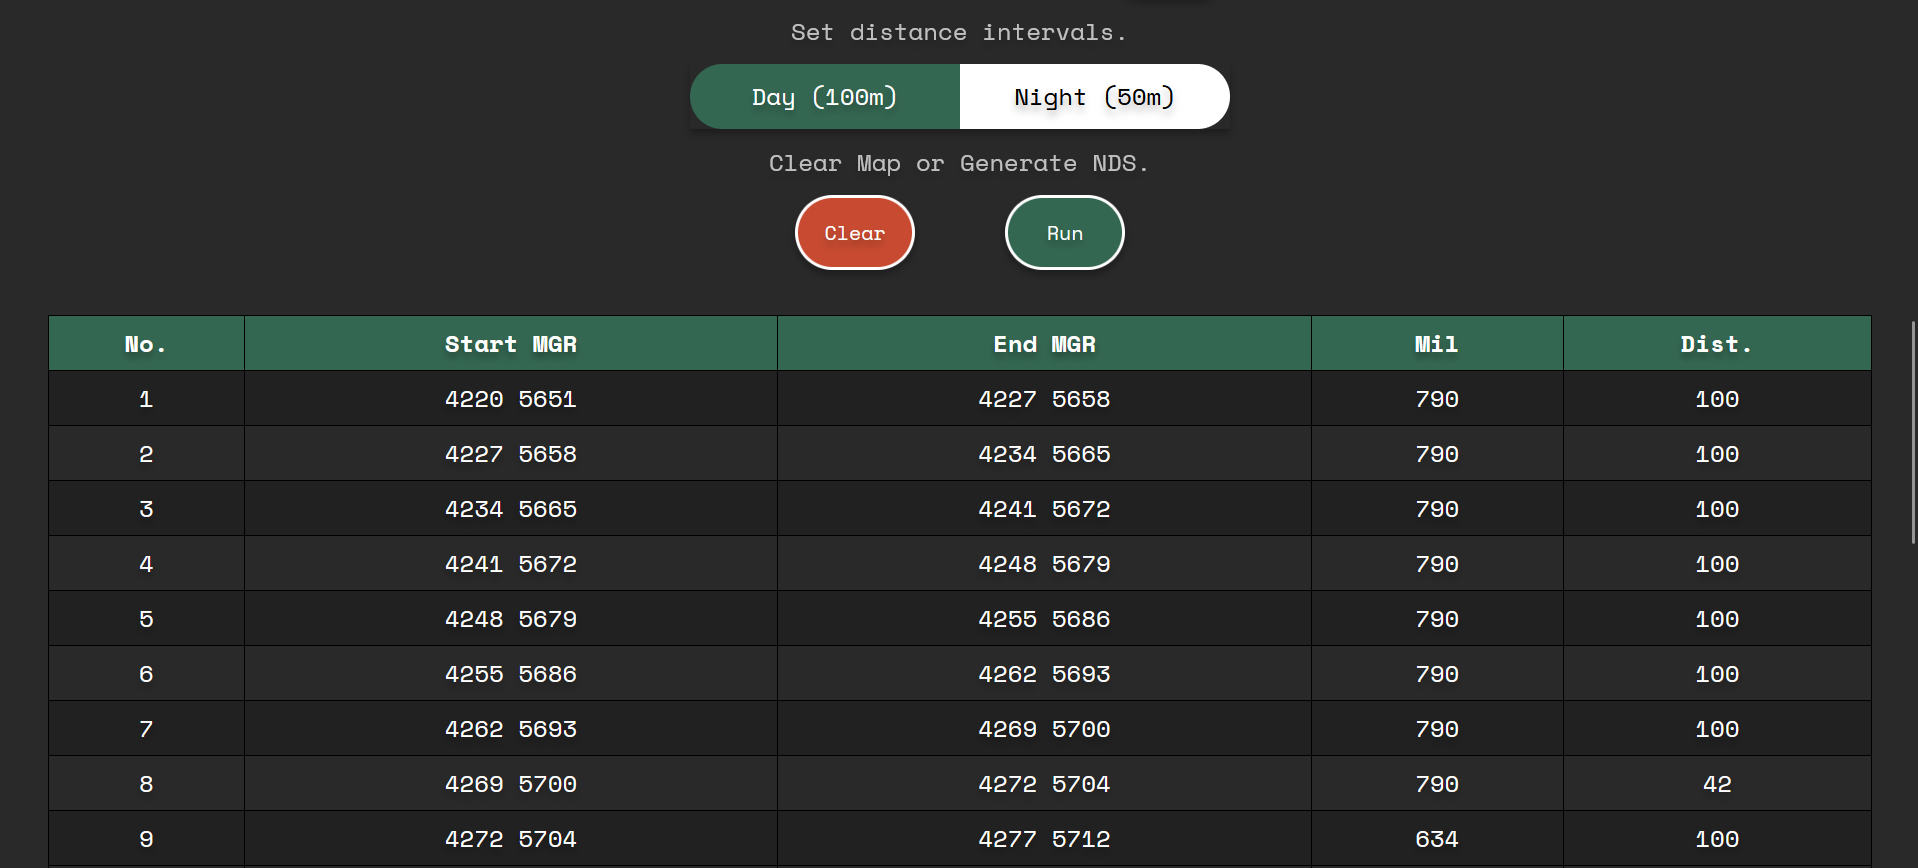 Set distance intervals.
Day (100m) Night (50m)
Clear Map or Generate NDS.
Clear Run
No. Start MGR End MGR Mil Dist.
1 4220 5651 4227 5658 790 100
2 4227 5658 4234 5665 790 100
3 4234 5665 4241 5672 790 100
4 4241 5672 4248 5679 790 100
5 4248 5679 4255 5686 790 100
6 4255 5686 4262 5693 790 100
7 4262 5693 4269 5700 790 100
8 4269 5700 4272 5704 790 42
9 4272 5704 4277 5712 634 100